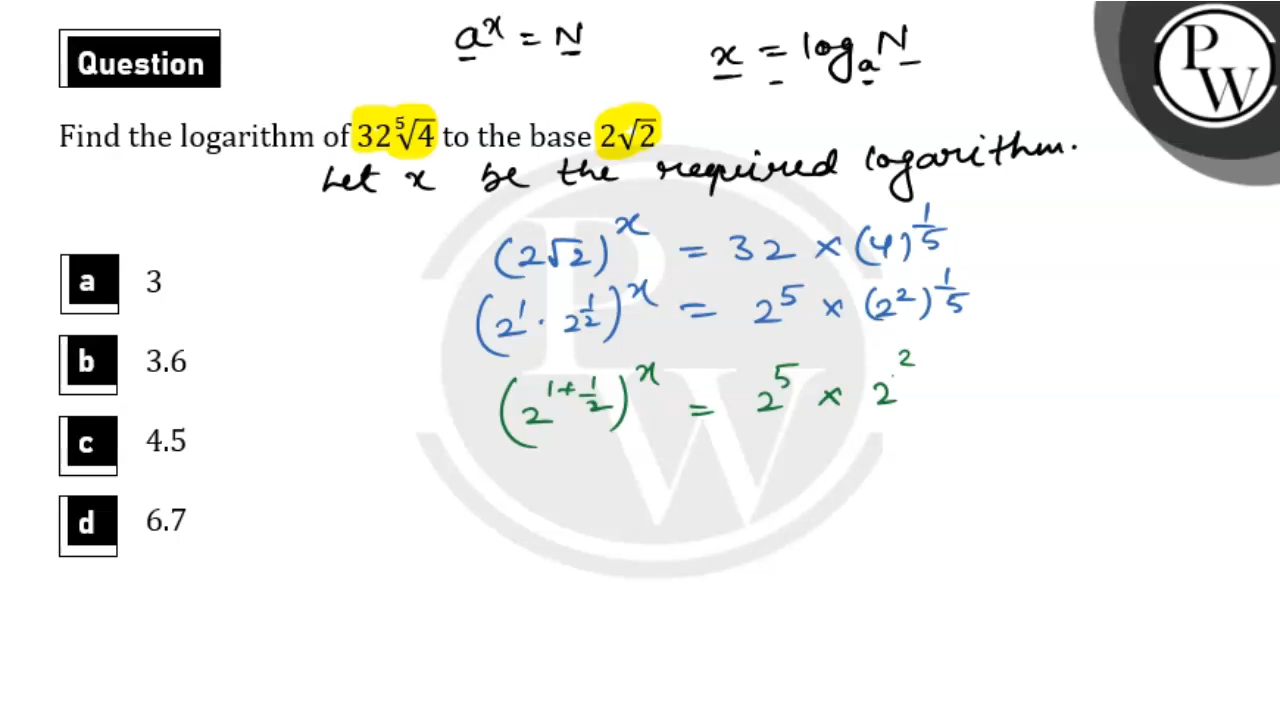 Question
a^x = N
x = log_a N
P
W
Find the logarithm of 32 ⁵√4 to the base 2√2
Let x be the required logarithm.
(2√2)^x = 32 × (4)^(1/5)
(2^1 · 2^(1/2))^x = 2^5 × (2^2)^(1/5)
(2^(1+1/2))^x = 2^5 × 2^2
a 3
b 3.6
c 4.5
d 6.7